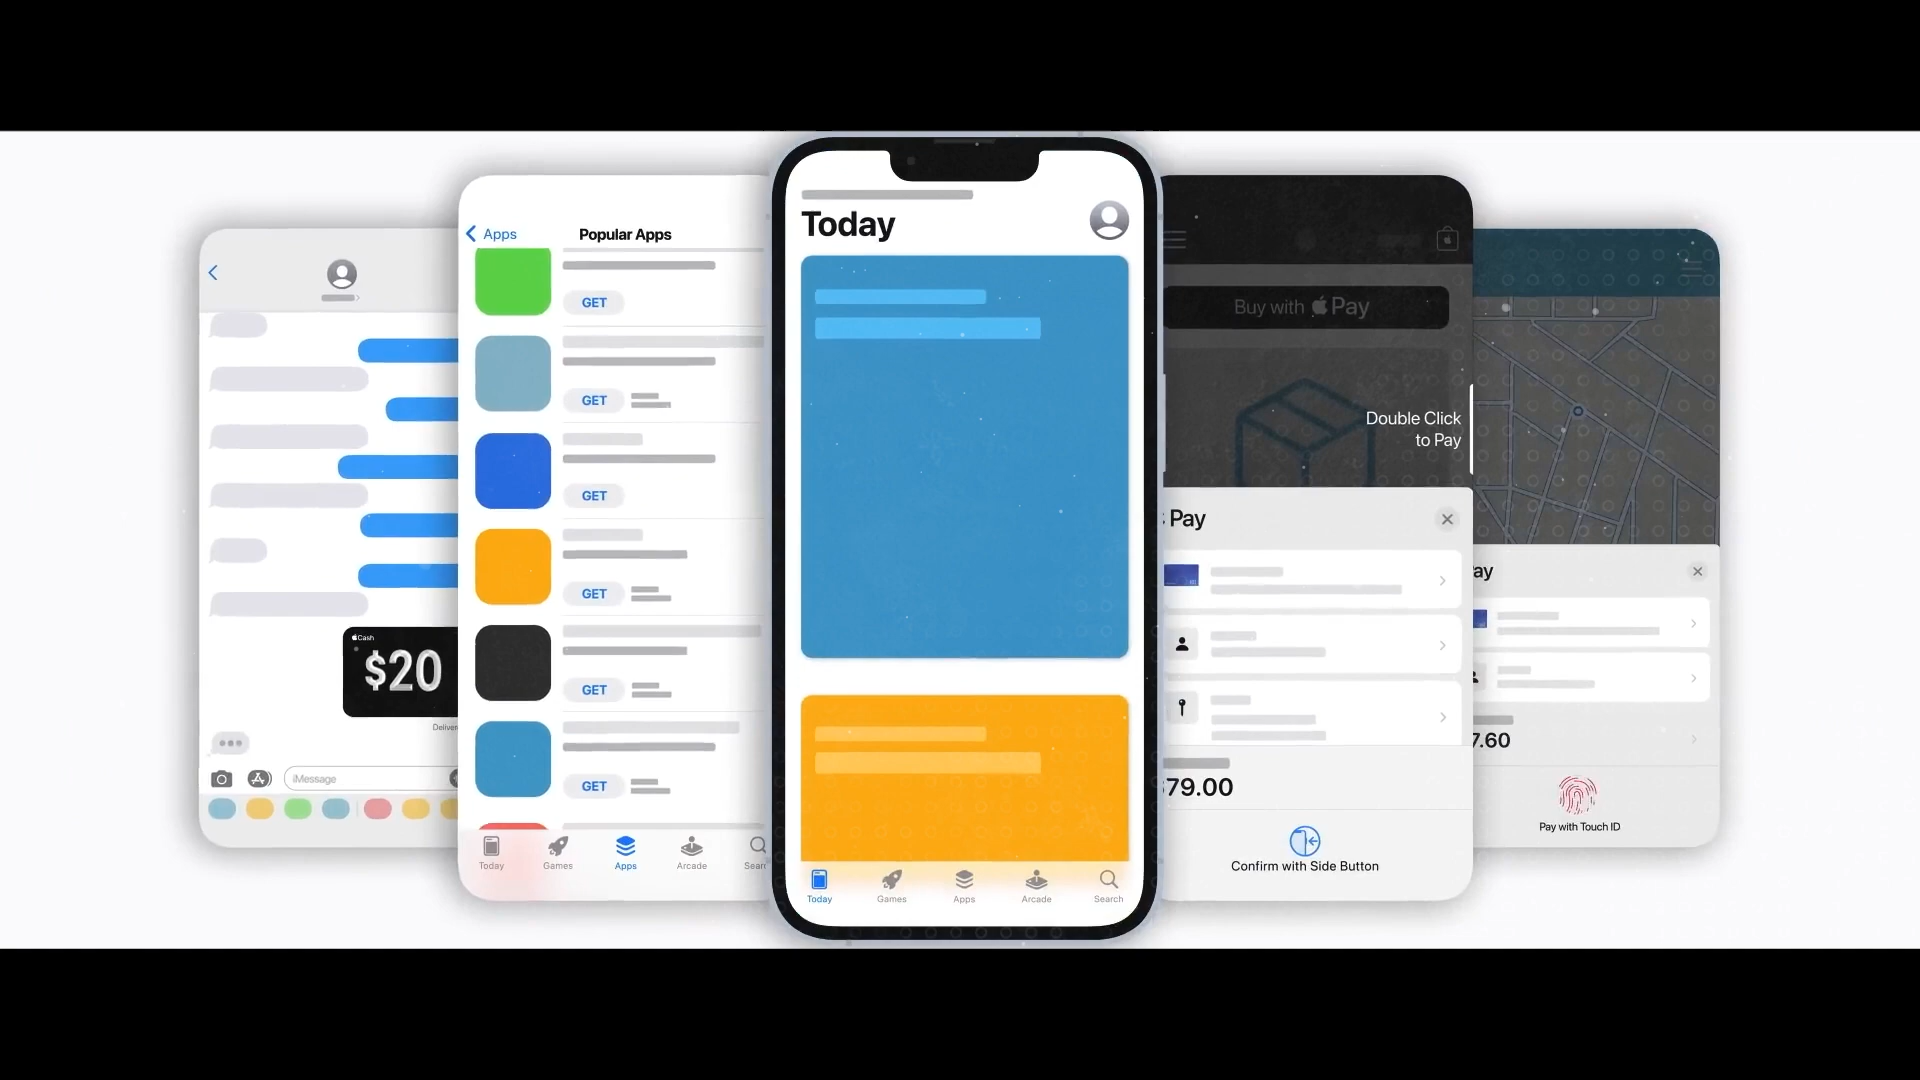 Cash
$20
iMessage
Apps
Popular Apps
GET
GET
GET
GET
GET
GET
Today
Games
Apps
Arcade
Today
Today
Games
Apps
Arcade
Search
Buy with Pay
Double Click
to Pay
Pay
79.00
Confirm with Side Button
7.60
Pay with Touch ID